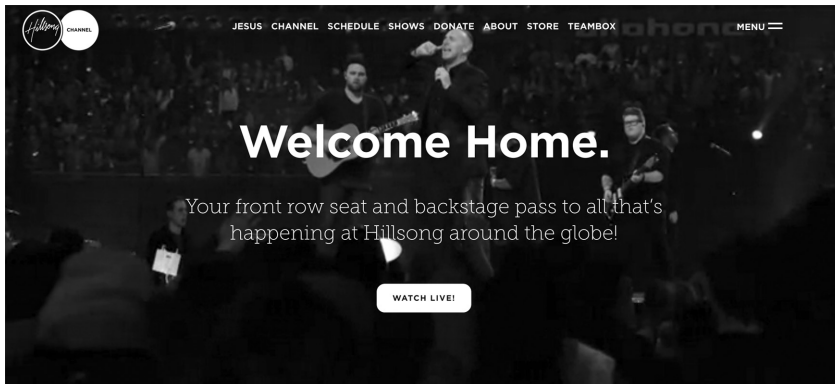 Hillsong
CHANNEL
JESUS CHANNEL SCHEDULE SHOWS DONATE ABOUT STORE TEAMBOX
MENU
Welcome Home.
Your front row seat and backstage pass to all that's
happening at Hillsong around the globe!
WATCH LIVE!